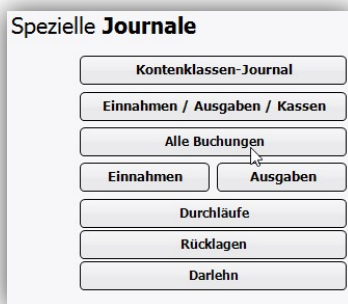 Spezielle Journale
Kontenklassen-Journal
Einnahmen / Ausgaben / Kassen
Alle Buchungen
Einnahmen Ausgaben
Durchläufe
Rücklagen
Darlehn